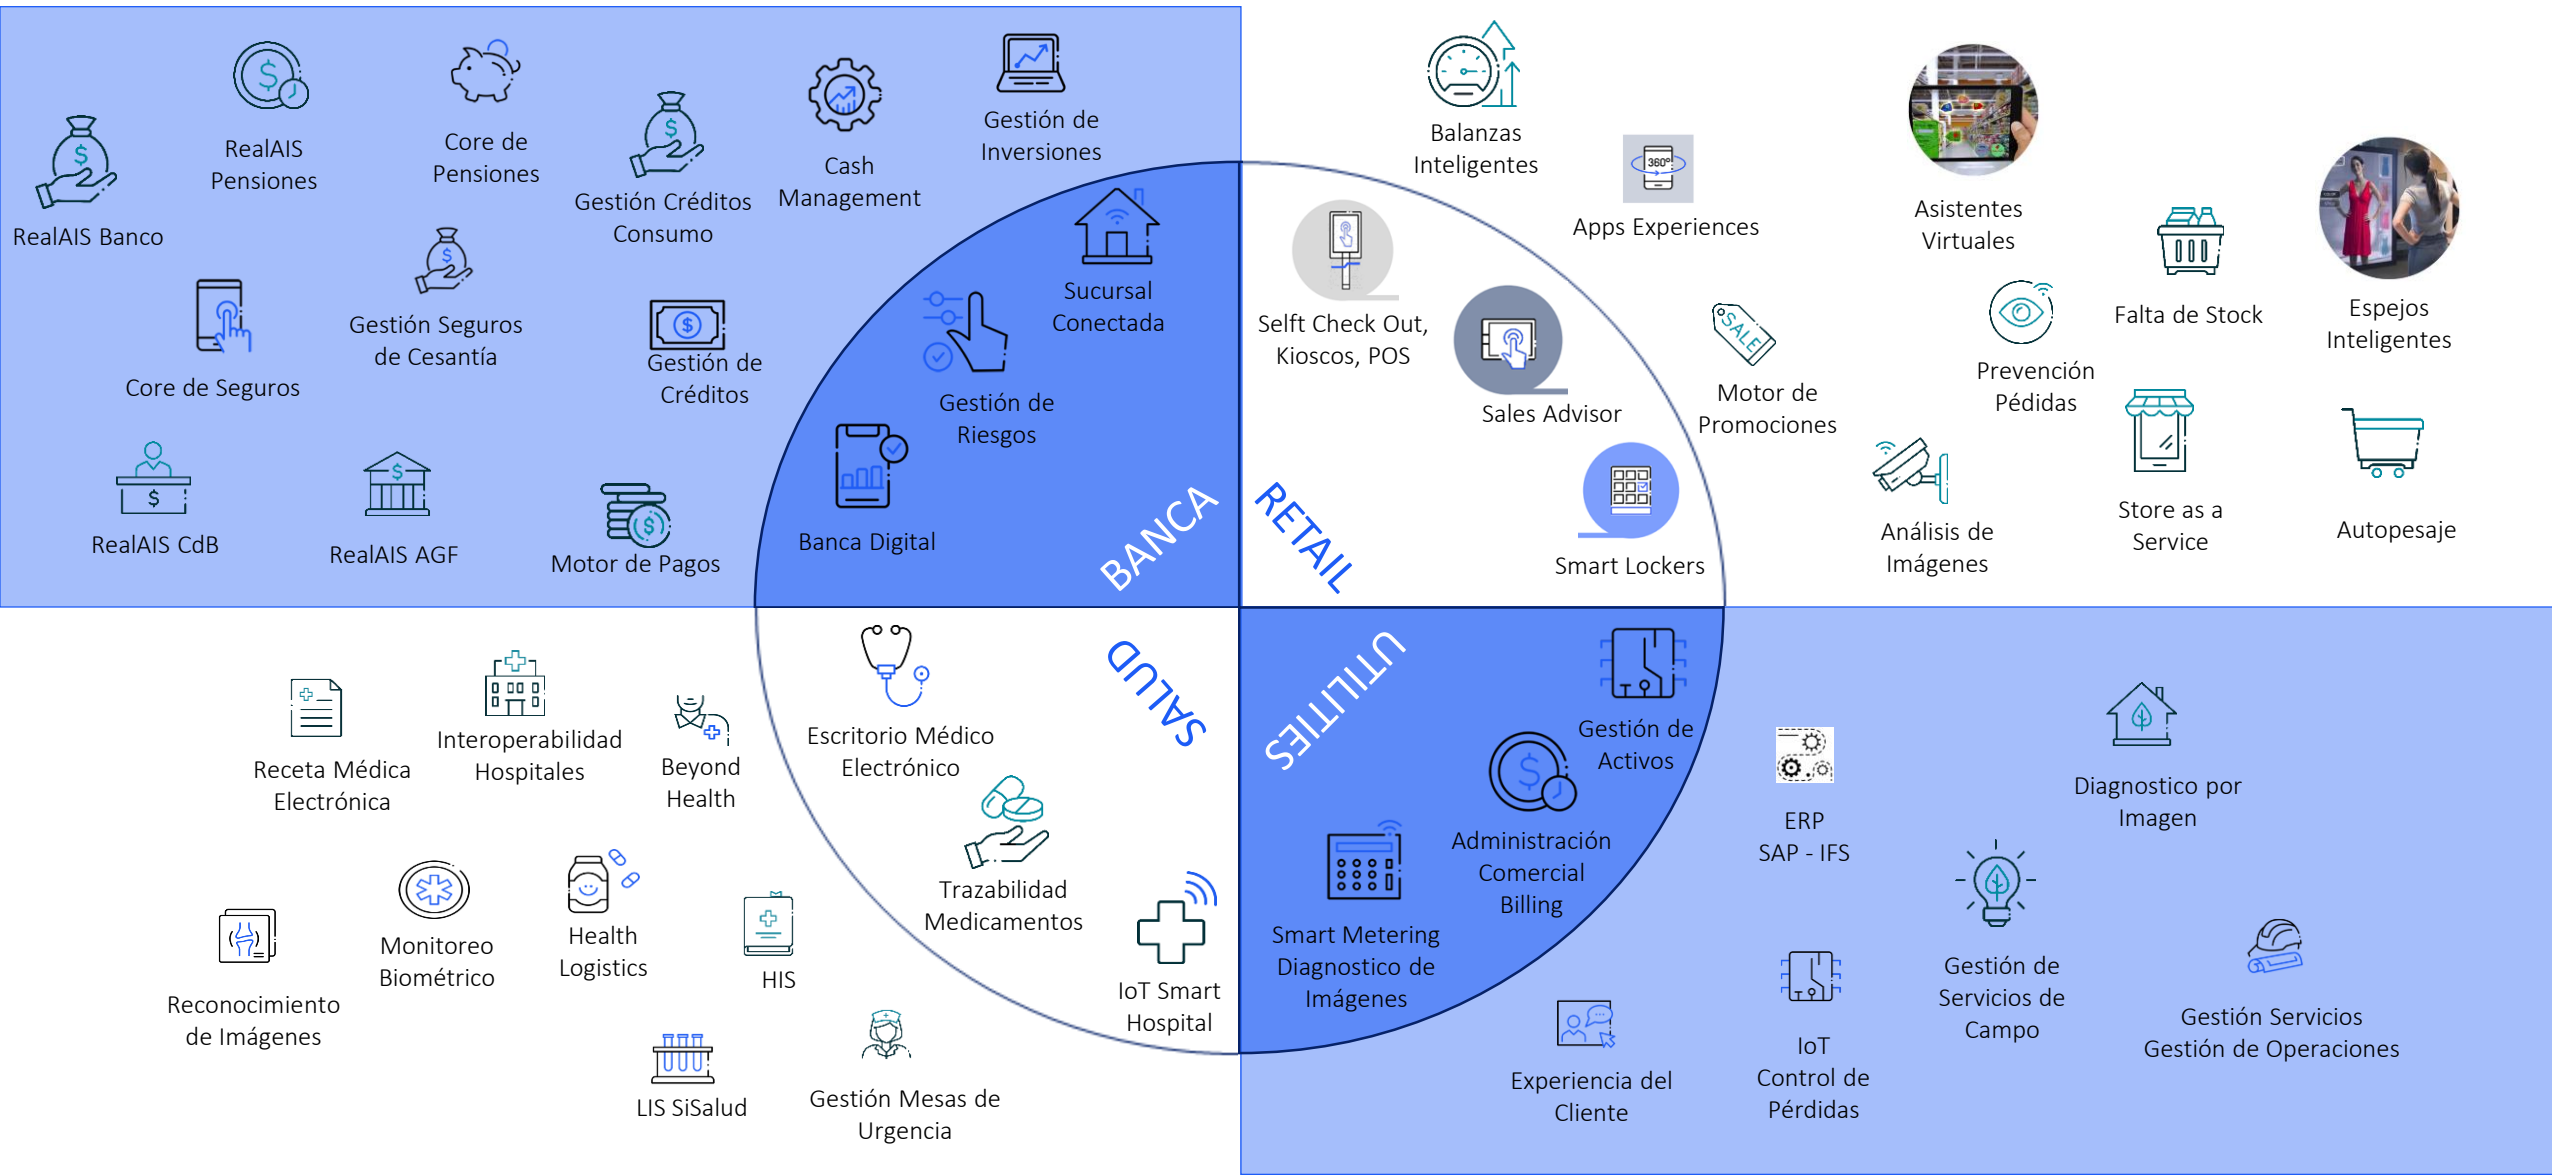 RealAIS Banco
RealAIS
Pensiones
Core de
Pensiones
Gestión Créditos
Consumo
Cash
Management
Gestión de
Inversiones
Core de Seguros
Gestión Seguros
de Cesantía
Gestión de
Créditos
RealAIS CdB
RealAIS AGF
Motor de Pagos
Sucursal
Conectada
Gestión de
Riesgos
Banca Digital
BANCA
Balanzas
Inteligentes
360°
Apps Experiences
Asistentes
Virtuales
Falta de Stock
Espejos
Inteligentes
Selft Check Out,
Kioscos, POS
Sales Advisor
Smart Lockers
RETAIL
SALE
Motor de
Promociones
Prevención
Pédidas
Análisis de
Imágenes
Store as a
Service
Autopesaje
Receta Médica
Electrónica
Interoperabilidad
Hospitales
Beyond
Health
Escritorio Médico
Electrónico
SALUD
Trazabilidad
Medicamentos
IoT Smart
Hospital
Reconocimiento
de Imágenes
Monitoreo
Biométrico
Health
Logistics
HIS
LIS SiSalud
Gestión Mesas de
Urgencia
UTILITIES
Gestión de
Activos
Administración
Comercial
Billing
Smart Metering
Diagnostico de
Imágenes
ERP
SAP - IFS
Diagnostico por
Imagen
Gestión de
Servicios de
Campo
Gestión Servicios
Gestión de Operaciones
Experiencia del
Cliente
IoT
Control de
Pérdidas